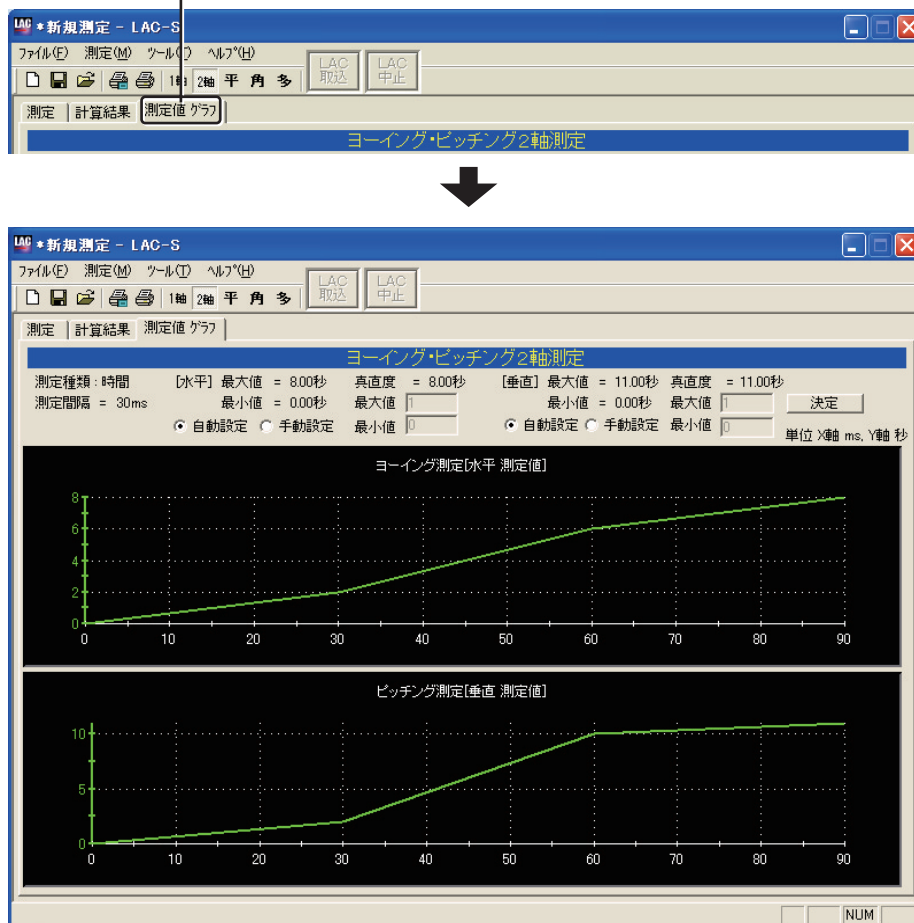 *新規測定 - LAC-S
ファイル(F) 測定(M) ツール(T) ヘルプ(H)
1軸 2軸 平 角 多 LAC取込 LAC中止
測定 計算結果 測定値 グラフ
ヨーイング・ピッチング2軸測定
*新規測定 - LAC-S
ファイル(F) 測定(M) ツール(T) ヘルプ(H)
1軸 2軸 平 角 多 LAC取込 LAC中止
測定 計算結果 測定値 グラフ
ヨーイング・ピッチング2軸測定
測定種類:時間 [水平] 最大値 = 8.00秒 真直度 = 8.00秒 [垂直] 最大値 = 11.00秒 真直度 = 11.00秒
測定間隔 = 30ms 最小値 = 0.00秒 最大値 1 最小値 = 0.00秒 最大値 1 決定
自動設定 手動設定 最小値 0 自動設定 手動設定 最小値 0 単位 X軸 ms, Y軸 秒
ヨーイング測定[水平 測定値]
8
6
4
2
0
0 10 20 30 40 50 60 70 80 90
ピッチング測定[垂直 測定値]
10
5
0
0 10 20 30 40 50 60 70 80 90
NUM